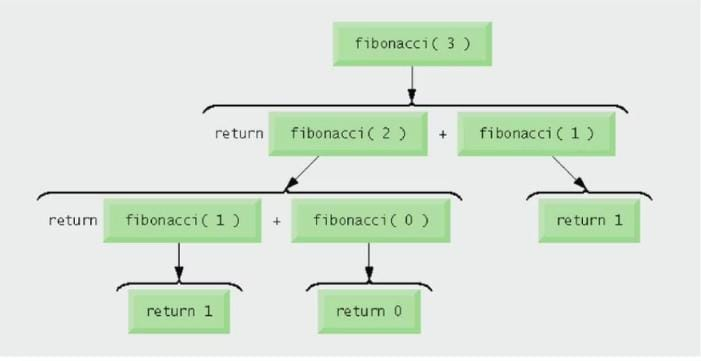 fibonacci( 3 )
return fibonacci( 2 ) + fibonacci( 1 )
return fibonacci( 1 ) + fibonacci( 0 ) return 1
return 1 return 0